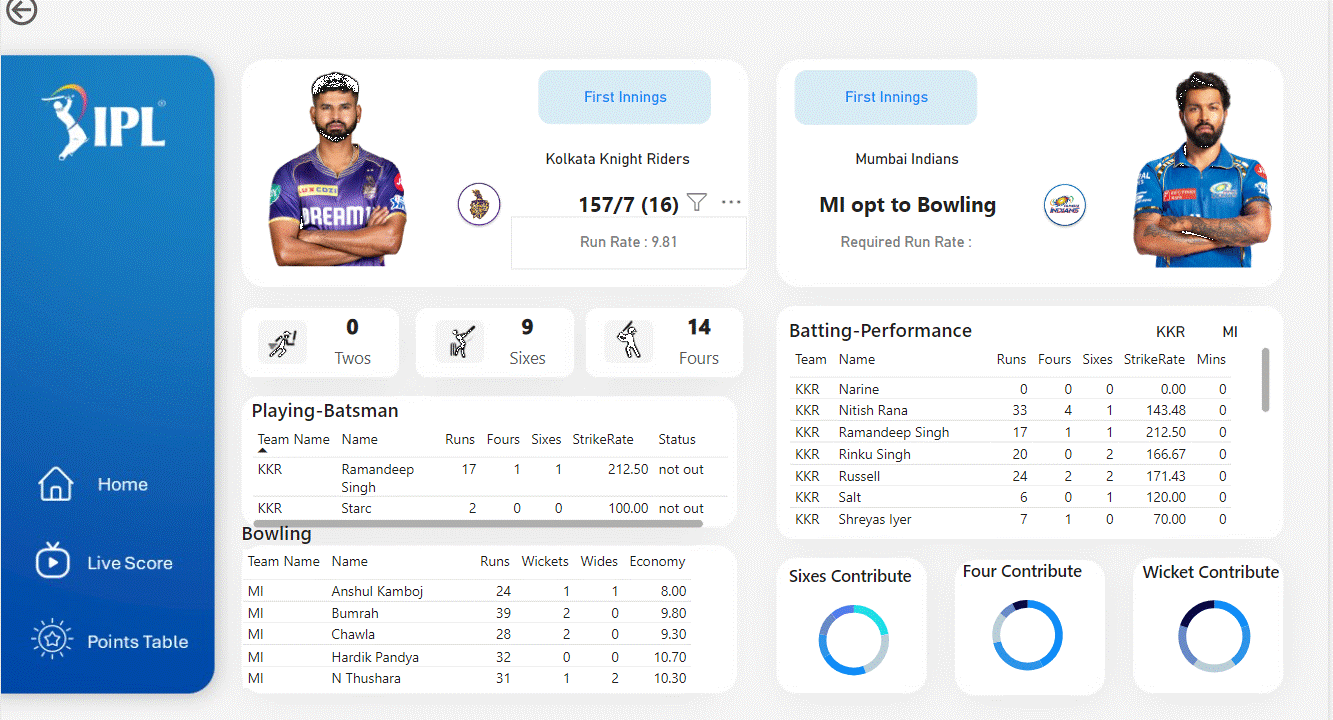 IPL
Home
Live Score
Points Table
First Innings
Kolkata Knight Riders
157/7 (16)
Run Rate : 9.81
LUXCOZI
DREAM
First Innings
Mumbai Indians
MI opt to Bowling
Required Run Rate :
INDIANS
0
Twos
9
Sixes
14
Fours
Playing-Batsman
Team Name Name Runs Fours Sixes StrikeRate Status
KKR Ramandeep Singh 17 1 1 212.50 not out
KKR Starc 2 0 0 100.00 not out
Bowling
Team Name Name Runs Wickets Wides Economy
MI Anshul Kamboj 24 1 1 8.00
MI Bumrah 39 2 0 9.80
MI Chawla 28 2 0 9.30
MI Hardik Pandya 32 0 0 10.70
MI N Thushara 31 1 2 10.30
Batting-Performance KKR MI
Team Name Runs Fours Sixes StrikeRate Mins
KKR Narine 0 0 0 0.00 0
KKR Nitish Rana 33 4 1 143.48 0
KKR Ramandeep Singh 17 1 1 212.50 0
KKR Rinku Singh 20 0 2 166.67 0
KKR Russell 24 2 2 171.43 0
KKR Salt 6 0 1 120.00 0
KKR Shreyas Iyer 7 1 0 70.00 0
Sixes Contribute
Four Contribute
Wicket Contribute